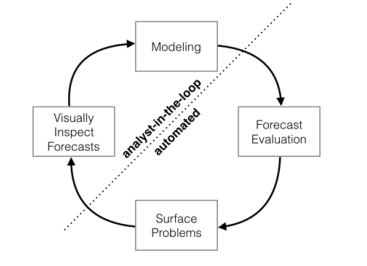 Modeling
analyst-in-the-loop
automated
Visually
Inspect
Forecasts
Forecast
Evaluation
Surface
Problems